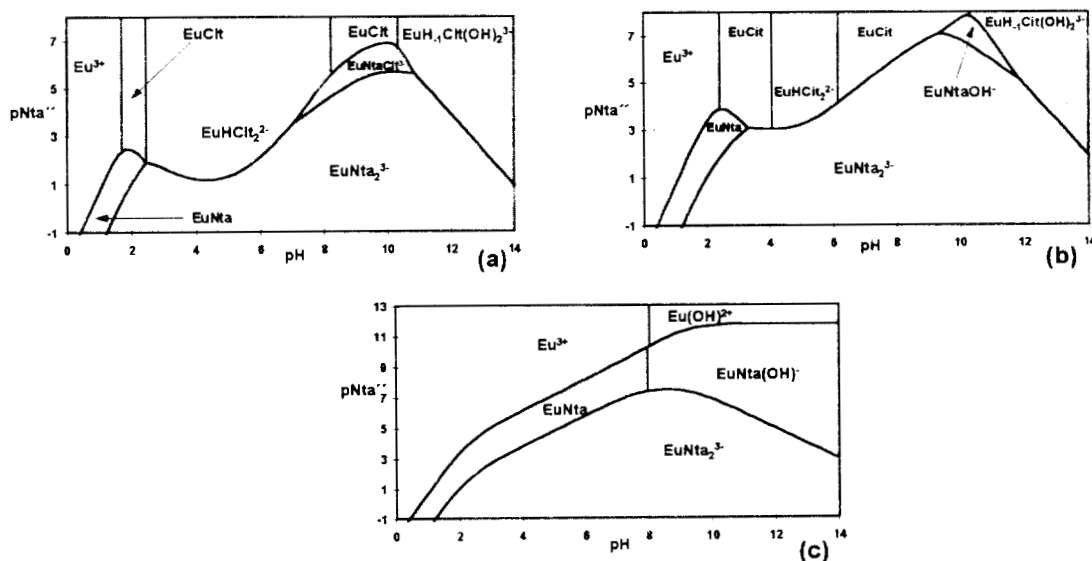 7
5
3
1
-1
pNta´´
Eu³⁺
EuCit
EuCit
EuH₋₁Cit(OH)₂³⁻
EuNtaCit³⁻
EuHCit₂²⁻
EuNta₂³⁻
EuNta
0 2 4 6 8 10 12 14
pH
(a)
7
5
3
1
-1
pNta´´
Eu³⁺
EuCit
EuCit
EuH₋₁Cit(OH)₂³⁻
EuHCit₂²⁻
EuNtaOH⁻
EuNta
EuNta₂³⁻
0 2 4 6 8 10 12 14
pH
(b)
13
11
9
7
5
3
1
-1
pNta´´
Eu(OH)²⁺
Eu³⁺
EuNta(OH)⁻
EuNta
EuNta₂³⁻
0 2 4 6 8 10 12 14
pH
(c)